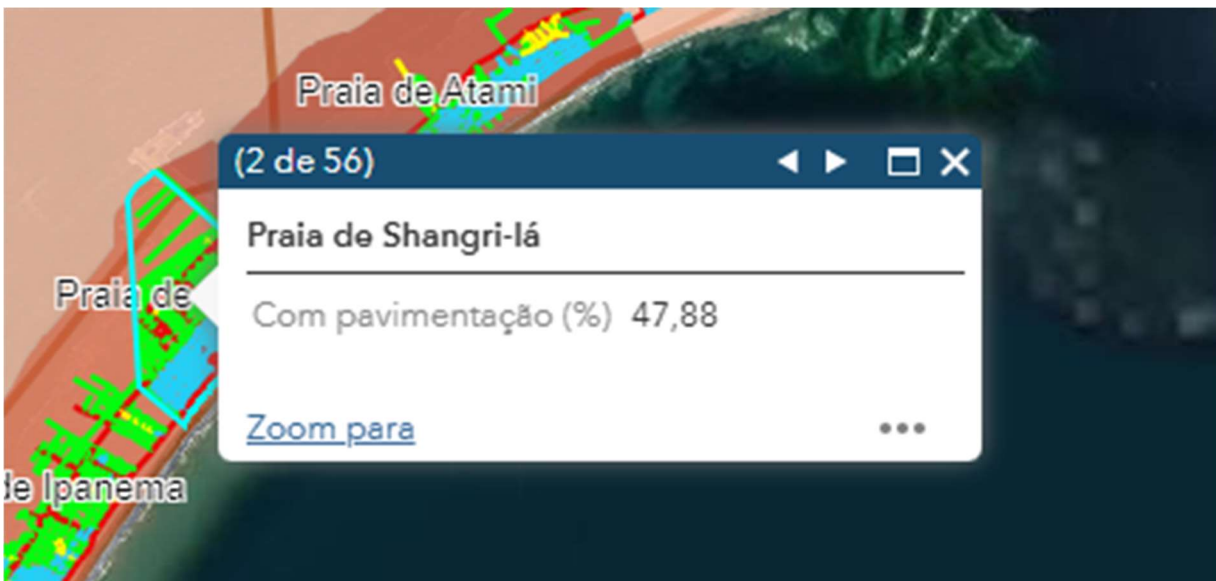 Praia de Atami
(2 de 56)
Praia de Shangri-lá
Praia de
Com pavimentação (%) 47,88
Zoom para
de Ipanema